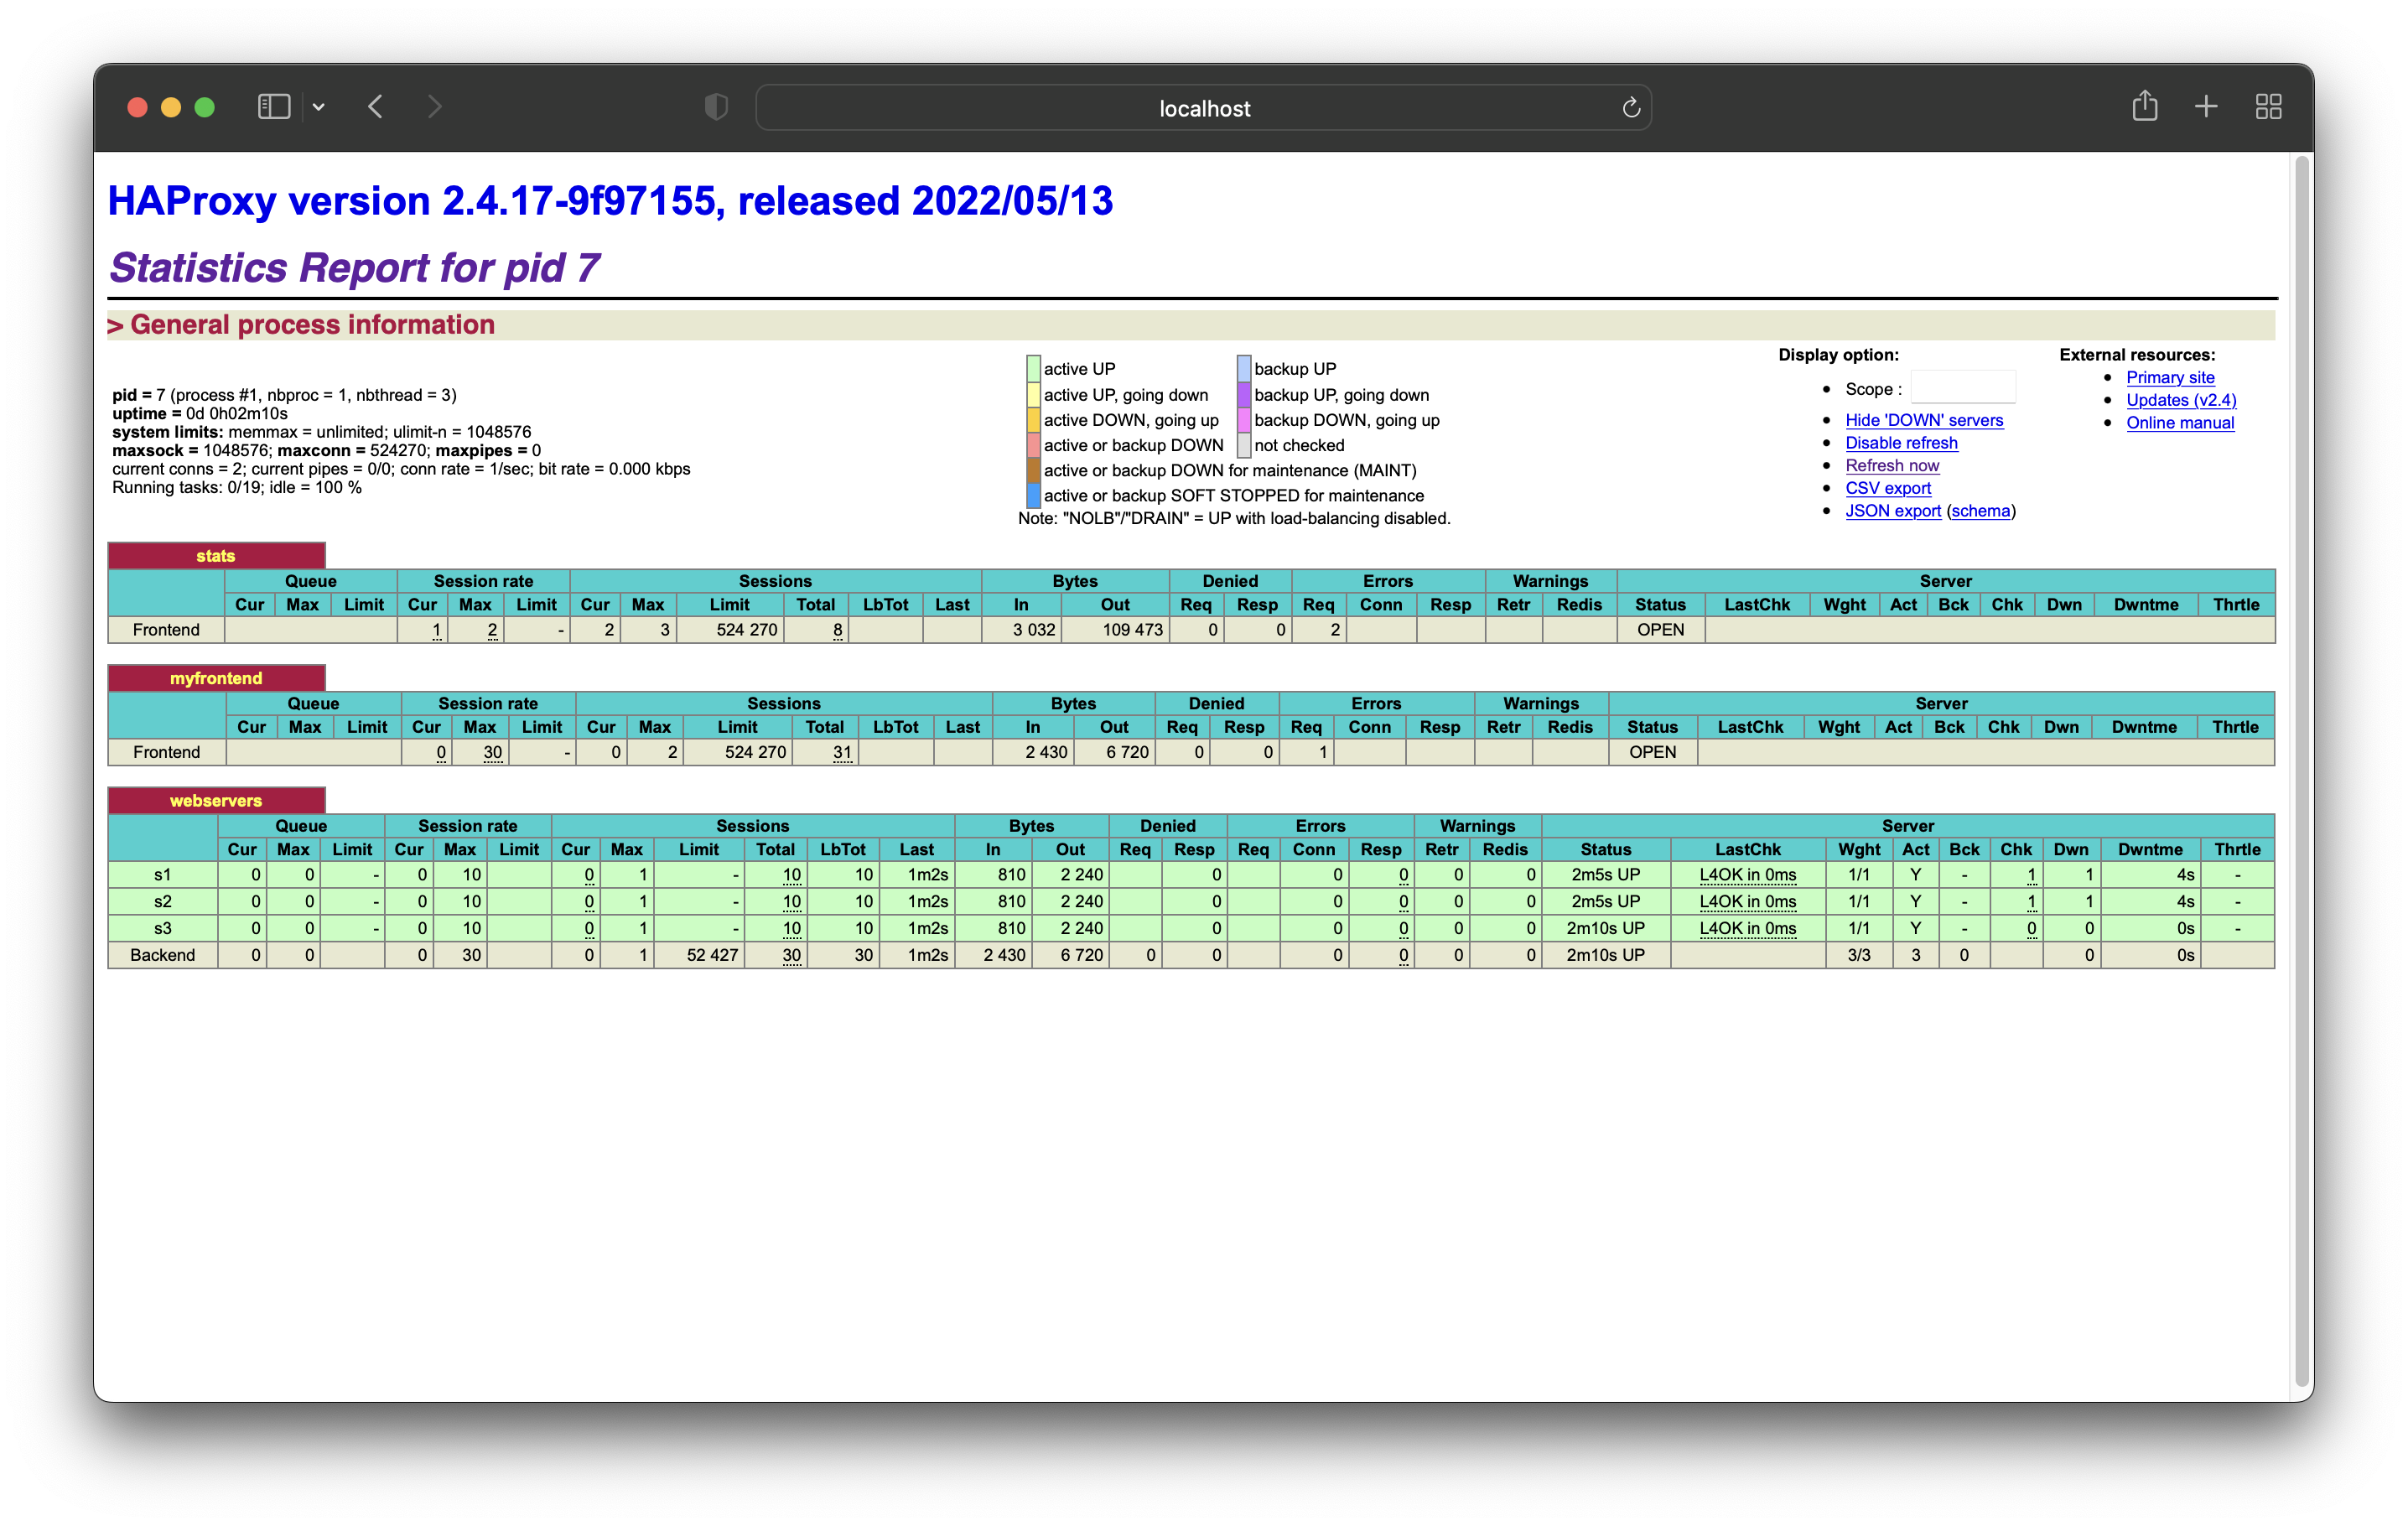 localhost
HAProxy version 2.4.17-9f97155, released 2022/05/13
Statistics Report for pid 7
> General process information
pid = 7 (process #1, nbproc = 1, nbthread = 3)
uptime = 0d 0h02m10s
system limits: memmax = unlimited; ulimit-n = 1048576
maxsock = 1048576; maxconn = 524270; maxpipes = 0
current conns = 2; current pipes = 0/0; conn rate = 1/sec; bit rate = 0.000 kbps
Running tasks: 0/19; idle = 100 %
active UP backup UP
active UP, going down backup UP, going down
active DOWN, going up backup DOWN, going up
active or backup DOWN not checked
active or backup DOWN for maintenance (MAINT)
active or backup SOFT STOPPED for maintenance
Note: "NOLB"/"DRAIN" = UP with load-balancing disabled.
Display option:
Scope :
Hide 'DOWN' servers
Disable refresh
Refresh now
CSV export
JSON export (schema)
External resources:
Primary site
Updates (v2.4)
Online manual
stats
Queue Session rate Sessions Bytes Denied Errors Warnings Server
Cur Max Limit Cur Max Limit Cur Max Limit Total LbTot Last In Out Req Resp Req Conn Resp Retr Redis Status LastChk Wght Act Bck Chk Dwn Dwntme Thrtle
Frontend 1 2 - 2 3 524 270 8 3 032 109 473 0 0 2 OPEN
myfrontend
Queue Session rate Sessions Bytes Denied Errors Warnings Server
Cur Max Limit Cur Max Limit Cur Max Limit Total LbTot Last In Out Req Resp Req Conn Resp Retr Redis Status LastChk Wght Act Bck Chk Dwn Dwntme Thrtle
Frontend 0 30 - 0 2 524 270 31 2 430 6 720 0 0 1 OPEN
webservers
Queue Session rate Sessions Bytes Denied Errors Warnings Server
Cur Max Limit Cur Max Limit Cur Max Limit Total LbTot Last In Out Req Resp Req Conn Resp Retr Redis Status LastChk Wght Act Bck Chk Dwn Dwntme Thrtle
s1 0 0 - 0 10 0 1 - 10 10 1m2s 810 2 240 0 0 0 0 0 2m5s UP L4OK in 0ms 1/1 Y - 1 1 4s -
s2 0 0 - 0 10 0 1 - 10 10 1m2s 810 2 240 0 0 0 0 0 2m5s UP L4OK in 0ms 1/1 Y - 1 1 4s -
s3 0 0 - 0 10 0 1 - 10 10 1m2s 810 2 240 0 0 0 0 0 2m10s UP L4OK in 0ms 1/1 Y - 0 0 0s -
Backend 0 0 0 30 0 1 52 427 30 30 1m2s 2 430 6 720 0 0 0 0 0 0 2m10s UP 3/3 3 0 0 0s